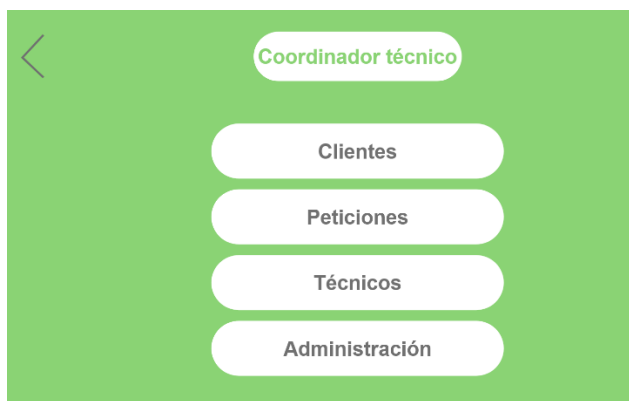 Coordinador técnico
Clientes
Peticiones
Técnicos
Administración